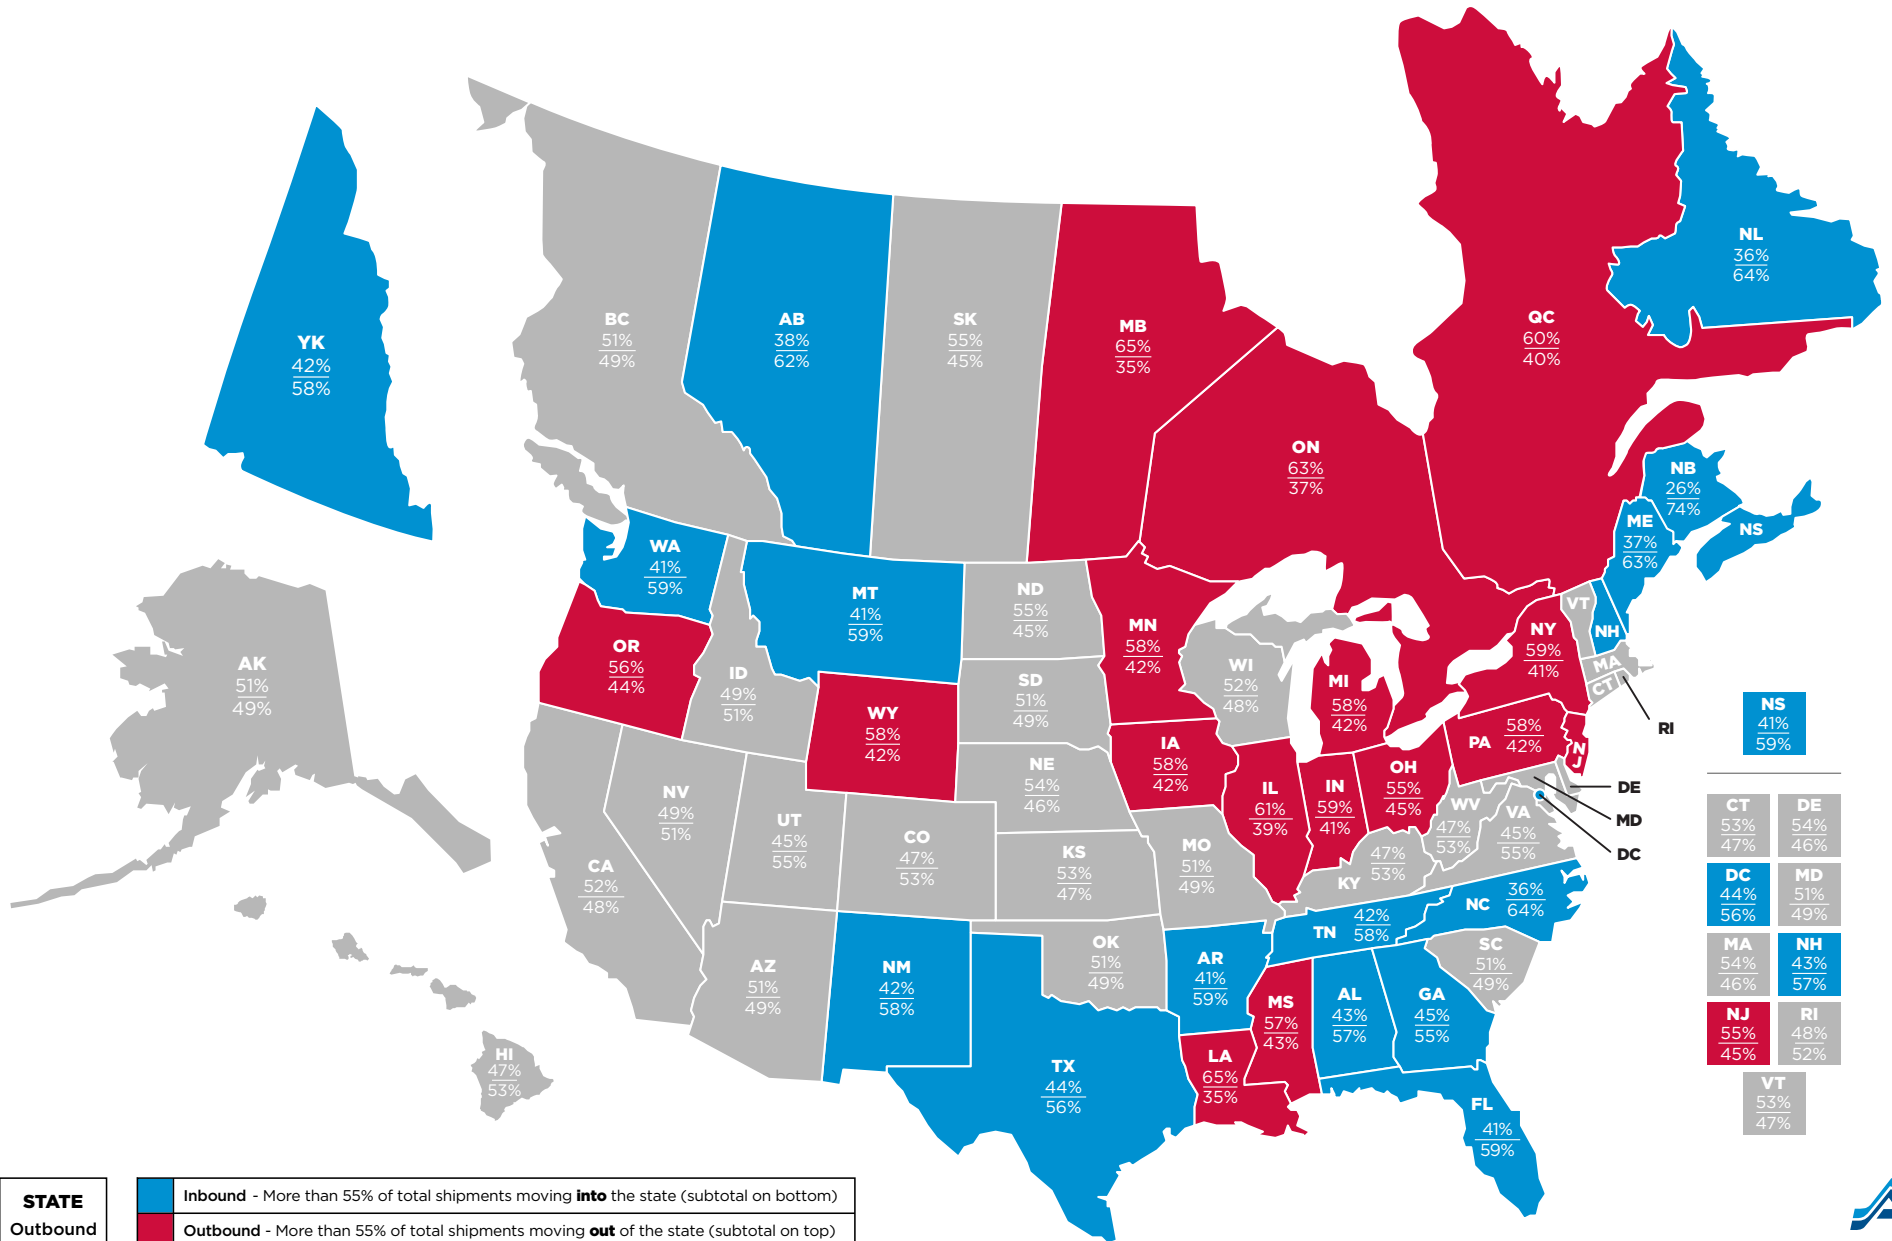 YK
42%
58%
BC
51%
49%
AB
38%
62%
SK
55%
45%
MB
65%
35%
ON
63%
37%
QC
60%
40%
NL
36%
64%
NB
26%
74%
ME
37%
63%
NS
AK
51%
49%
WA
41%
59%
OR
56%
44%
ID
49%
51%
MT
41%
59%
WY
58%
42%
ND
55%
45%
SD
51%
49%
NE
54%
46%
MN
58%
42%
IA
58%
42%
WI
52%
48%
MI
58%
42%
IL
61%
39%
IN
59%
41%
OH
55%
45%
PA
58%
42%
NY
59%
41%
VT
NH
MA
CT
RI
NJ
DE
MD
DC
CA
52%
48%
NV
49%
51%
UT
45%
55%
CO
47%
53%
KS
53%
47%
MO
51%
49%
KY
47%
53%
WV
47%
53%
VA
45%
55%
NC
36%
64%
TN
42%
58%
SC
51%
49%
AZ
51%
49%
NM
42%
58%
OK
51%
49%
AR
41%
59%
MS
57%
43%
AL
43%
57%
GA
45%
55%
LA
65%
35%
TX
44%
56%
FL
41%
59%
HI
47%
53%
NS
41%
59%
CT
53%
47%
DE
54%
46%
DC
44%
56%
MD
51%
49%
MA
54%
46%
NH
43%
57%
NJ
55%
45%
RI
48%
52%
VT
53%
47%
STATE
Outbound
Inbound - More than 55% of total shipments moving into the state (subtotal on bottom)
Outbound - More than 55% of total shipments moving out of the state (subtotal on top)